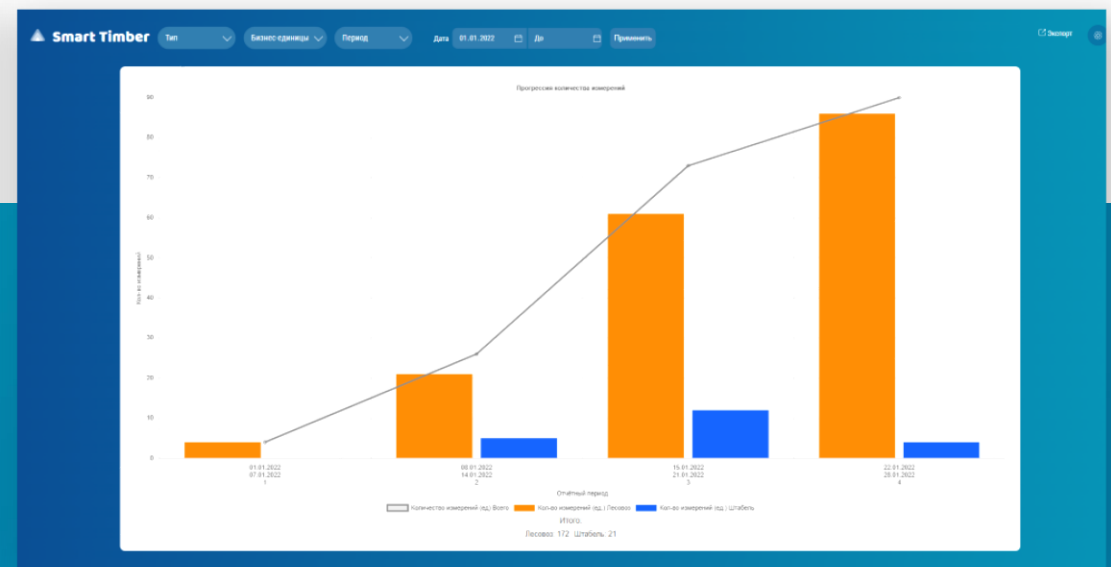 Smart Timber Тип Бизнес-единицы Период Дата 01.01.2022 До Применить Экспорт
Прогрессия количества измерений
90
80
70
60
50
40
30
20
10
0
Кол-во измерений
01.01.2022 08.01.2022 15.01.2022 22.01.2022
07.01.2022 14.01.2022 21.01.2022 28.01.2022
1 2 3 4
Отчётный период
Количество измерений (ед.) Всего Кол-во измерений (ед.) Лесовоз Кол-во измерений (ед.) Штабель
Итого:
Лесовоз: 172 Штабель: 21